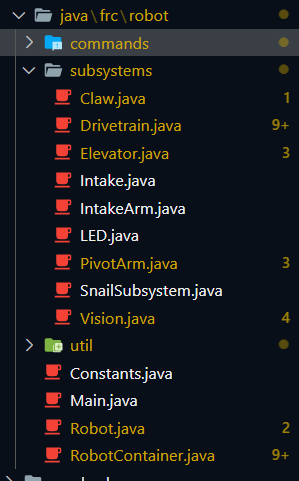 java\frc\robot
commands
subsystems
Claw.java 1
Drivetrain.java 9+
Elevator.java 3
Intake.java
IntakeArm.java
LED.java
PivotArm.java 3
SnailSubsystem.java
Vision.java 4
util
Constants.java
Main.java
Robot.java 2
RobotContainer.java 9+